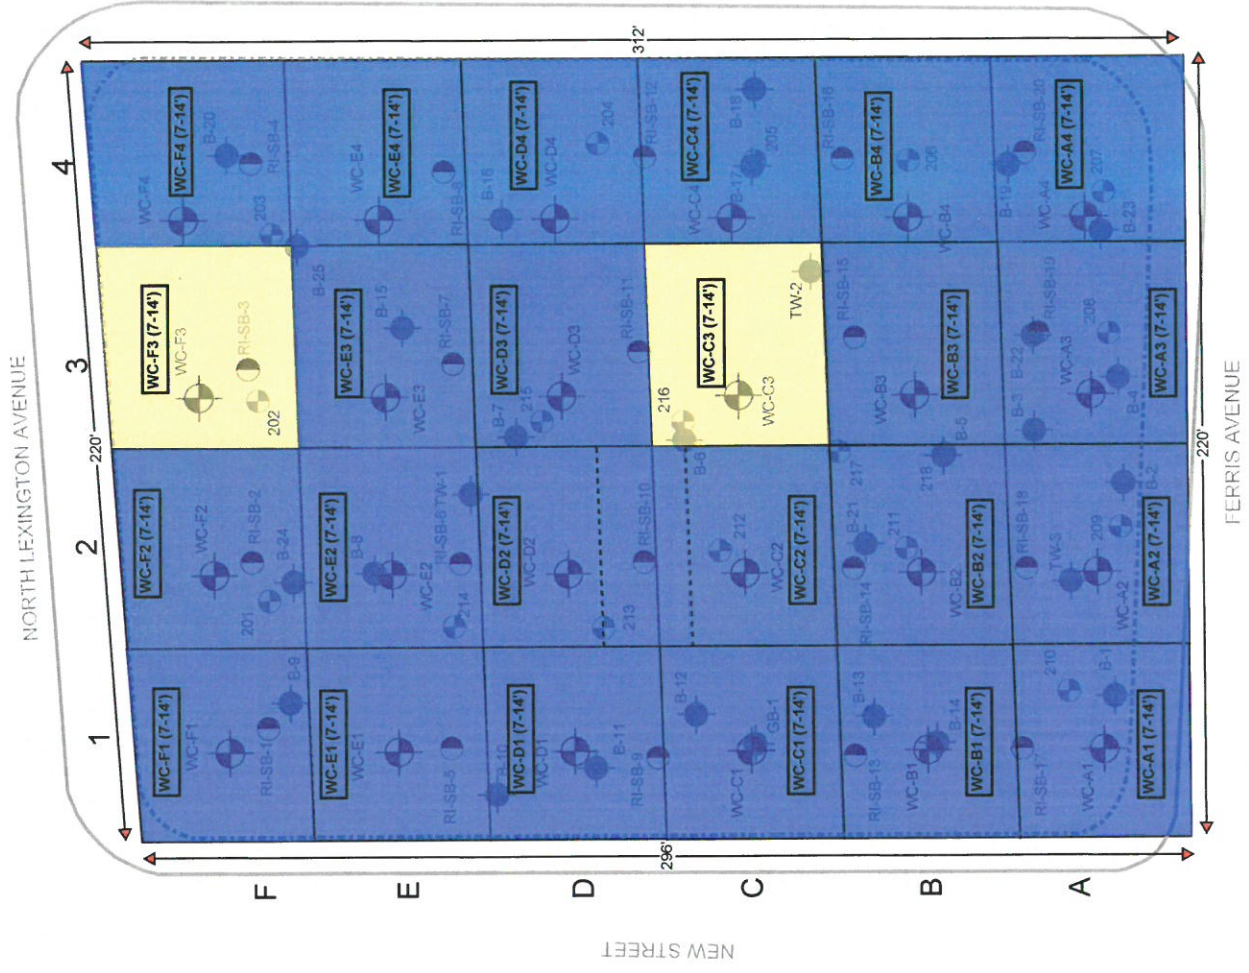 NORTH LEXINGTON AVENUE
220'
312'
296'
220'
NEW STREET
FERRIS AVENUE
1
2
3
4
F
E
D
C
B
A
WC-F1 (7-14')
WC-F1
RI-SB-1
B-9
WC-F2 (7-14')
WC-F2
RI-SB-2
B-24
201
WC-F3 (7-14')
WC-F3
RI-SB-3
202
WC-F4 (7-14')
WC-F4
B-20
RI-SB-4
203
B-25
WC-E1 (7-14')
WC-E1
RI-SB-5
B-10
WC-E2 (7-14')
B-8
WC-E2
RI-SB-6
TW-1
214
WC-E3 (7-14')
B-15
WC-E3
RI-SB-7
WC-E4 (7-14')
WC-E4
RI-SB-8
WC-D1 (7-14')
WC-D1
B-11
RI-SB-9
WC-D2 (7-14')
WC-D2
RI-SB-10
213
WC-D3 (7-14')
B-7
215
WC-D3
RI-SB-11
WC-D4 (7-14')
B-16
WC-D4
204
RI-SB-12
WC-C1 (7-14')
B-12
WC-C1
GB-1
WC-C2 (7-14')
212
WC-C2
WC-C3 (7-14')
216
B-6
WC-C3
TW-2
WC-C4 (7-14')
WC-C4
B-17
B-18
205
WC-B1 (7-14')
B-13
RI-SB-13
WC-B1
B-14
WC-B2 (7-14')
B-21
211
RI-SB-14
WC-B2
217
218
B-5
WC-B3 (7-14')
RI-SB-15
WC-B3
WC-B4 (7-14')
RI-SB-16
206
WC-B4
WC-A1 (7-14')
RI-SB-17
210
B-1
WC-A1
WC-A2 (7-14')
RI-SB-18
TW-3
209
B-2
WC-A2
WC-A3 (7-14')
B-3
B-22
RI-SB-19
208
WC-A3
B-4
WC-A4 (7-14')
B-19
RI-SB-20
WC-A4
207
B-23